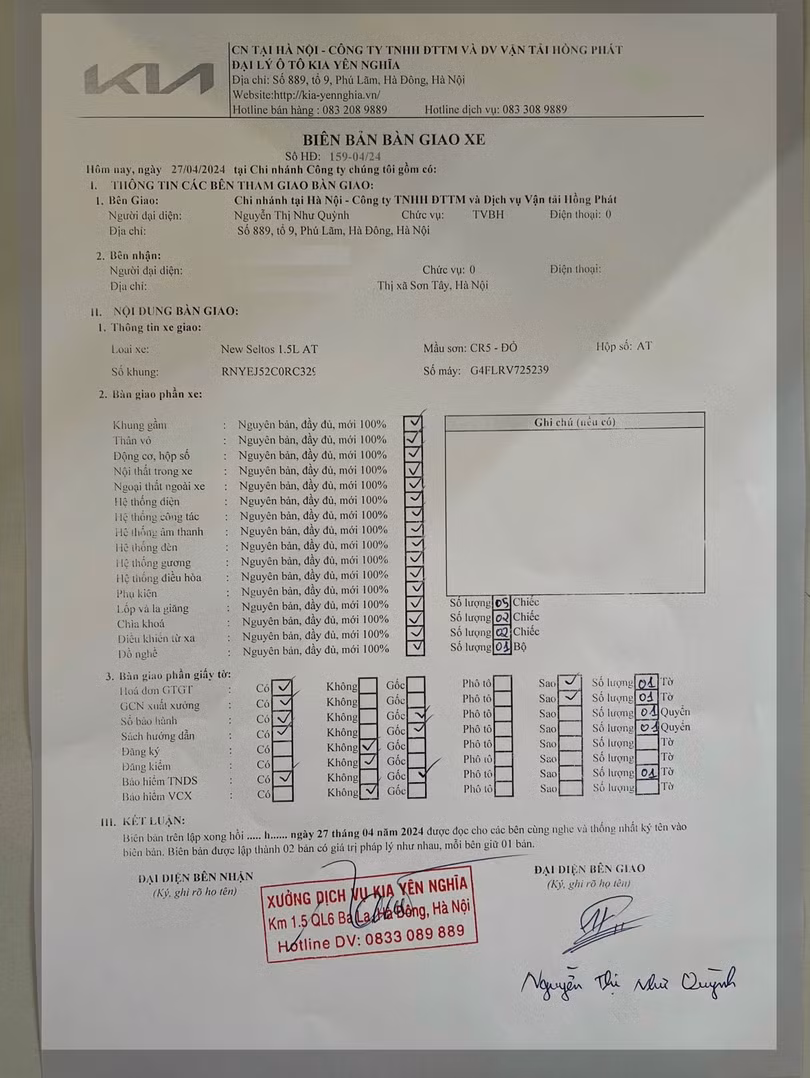 KIA
CN TẠI HÀ NỘI - CÔNG TY TNHH ĐTTM VÀ DV VẬN TẢI HỒNG PHÁT
ĐẠI LÝ Ô TÔ KIA YÊN NGHĨA
Địa chỉ: Số 889, tổ 9, Phú Lãm, Hà Đông, Hà Nội
Website:http://kia-yennghia.vn/
Hotline bán hàng : 083 208 9889 Hotline dịch vụ: 083 308 9889
BIÊN BẢN BÀN GIAO XE
Số HĐ: 159-04/24
Hôm nay, ngày 27/04/2024 tại Chi nhánh Công ty chúng tôi gồm có:
I. THÔNG TIN CÁC BÊN THAM GIAO BÀN GIAO:
1. Bên Giao: Chi nhánh tại Hà Nội - Công ty TNHH ĐTTM và Dịch vụ Vận tải Hồng Phát
Người đại diện: Nguyễn Thị Như Quỳnh Chức vụ: TVBH Điện thoại: 0
Địa chỉ: Số 889, tổ 9, Phú Lãm, Hà Đông, Hà Nội
2. Bên nhận:
Người đại diện: Chức vụ: 0 Điện thoại:
Địa chỉ: Thị xã Sơn Tây, Hà Nội
II. NỘI DUNG BÀN GIAO:
1. Thông tin xe giao:
Loại xe: New Seltos 1.5L AT Mầu sơn: CR5 - ĐỎ Hộp số: AT
Số khung: RNYEJ52C0RC329 Số máy: G4FLRV725239
2. Bàn giao phần xe:
Khung gầm : Nguyên bản, đầy đủ, mới 100% ✓ Ghi chú (nếu có)
Thân vỏ : Nguyên bản, đầy đủ, mới 100% ✓
Động cơ, hộp số : Nguyên bản, đầy đủ, mới 100% ✓
Nội thất trong xe : Nguyên bản, đầy đủ, mới 100% ✓
Ngoại thất ngoài xe : Nguyên bản, đầy đủ, mới 100% ✓
Hệ thống điện : Nguyên bản, đầy đủ, mới 100% ✓
Hệ thống công tác : Nguyên bản, đầy đủ, mới 100% ✓
Hệ thống âm thanh : Nguyên bản, đầy đủ, mới 100% ✓
Hệ thống đèn : Nguyên bản, đầy đủ, mới 100% ✓
Hệ thống gương : Nguyên bản, đầy đủ, mới 100% ✓
Hệ thống điều hòa : Nguyên bản, đầy đủ, mới 100% ✓
Phụ kiện : Nguyên bản, đầy đủ, mới 100% ✓
Lốp và la giăng : Nguyên bản, đầy đủ, mới 100% ✓ Số lượng 05 Chiếc
Chìa khoá : Nguyên bản, đầy đủ, mới 100% ✓ Số lượng 02 Chiếc
Điều khiển từ xa : Nguyên bản, đầy đủ, mới 100% ✓ Số lượng 02 Chiếc
Đồ nghề : Nguyên bản, đầy đủ, mới 100% ✓ Số lượng 01 Bộ
3. Bàn giao phần giấy tờ:
Hoá đơn GTGT : Có ✓ Không Gốc Phô tô Sao ✓ Số lượng 01 Tờ
GCN xuất xưởng : Có ✓ Không Gốc Phô tô Sao ✓ Số lượng 01 Tờ
Sổ bảo hành : Có ✓ Không Gốc ✓ Phô tô Sao Số lượng 01 Quyển
Sách hướng dẫn : Có ✓ Không Gốc ✓ Phô tô Sao Số lượng 01 Quyển
Đăng ký : Có Không ✓ Gốc Phô tô Sao Số lượng Tờ
Đăng kiểm : Có Không ✓ Gốc Phô tô Sao Số lượng Tờ
Bảo hiểm TNDS : Có ✓ Không Gốc ✓ Phô tô Sao Số lượng 01 Tờ
Bảo hiểm VCX : Có Không ✓ Gốc Phô tô Sao Số lượng Tờ
III. KẾT LUẬN:
Biên bản trên lập xong hồi ..... h...... ngày 27 tháng 04 năm 2024 được đọc cho các bên cùng nghe và thống nhất ký tên vào
biên bản. Biên bản được lập thành 02 bản có giá trị pháp lý như nhau, mỗi bên giữ 01 bản.
ĐẠI DIỆN BÊN NHẬN ĐẠI DIỆN BÊN GIAO
(Ký, ghi rõ họ tên) (Ký, ghi rõ họ tên)
XƯỞNG DỊCH VỤ KIA YÊN NGHĨA
Km 1.5 QL6 Ba La, Hà Đông, Hà Nội
Hotline DV: 0833 089 889
Nguyễn Thị Như Quỳnh